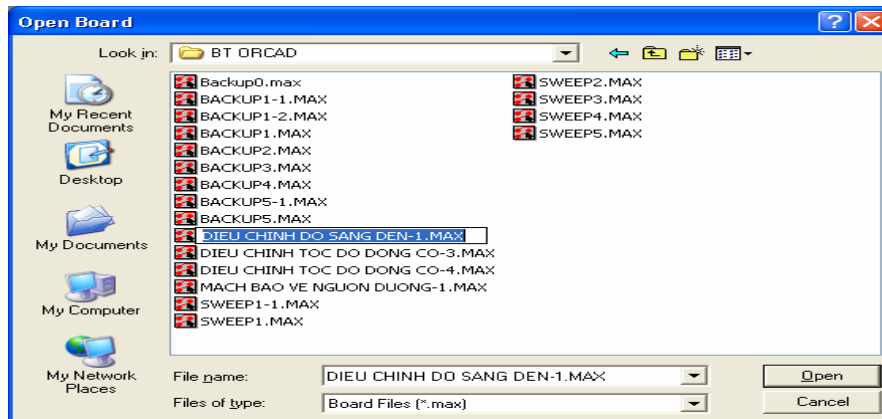 Open Board
Look in:
BT ORCAD
My Recent
Documents
Desktop
My Documents
My Computer
My Network
Places
Backup0.max
BACKUP1-1.MAX
BACKUP1-2.MAX
BACKUP1.MAX
BACKUP2.MAX
BACKUP3.MAX
BACKUP4.MAX
BACKUP5-1.MAX
BACKUP5.MAX
DIEU CHINH DO SANG DEN-1.MAX
DIEU CHINH TOC DO DONG CO-3.MAX
DIEU CHINH TOC DO DONG CO-4.MAX
MACH BAO VE NGUON DUONG-1.MAX
SWEEP1-1.MAX
SWEEP1.MAX
SWEEP2.MAX
SWEEP3.MAX
SWEEP4.MAX
SWEEP5.MAX
File name:
DIEU CHINH DO SANG DEN-1.MAX
Open
Files of type:
Board Files (*.max)
Cancel